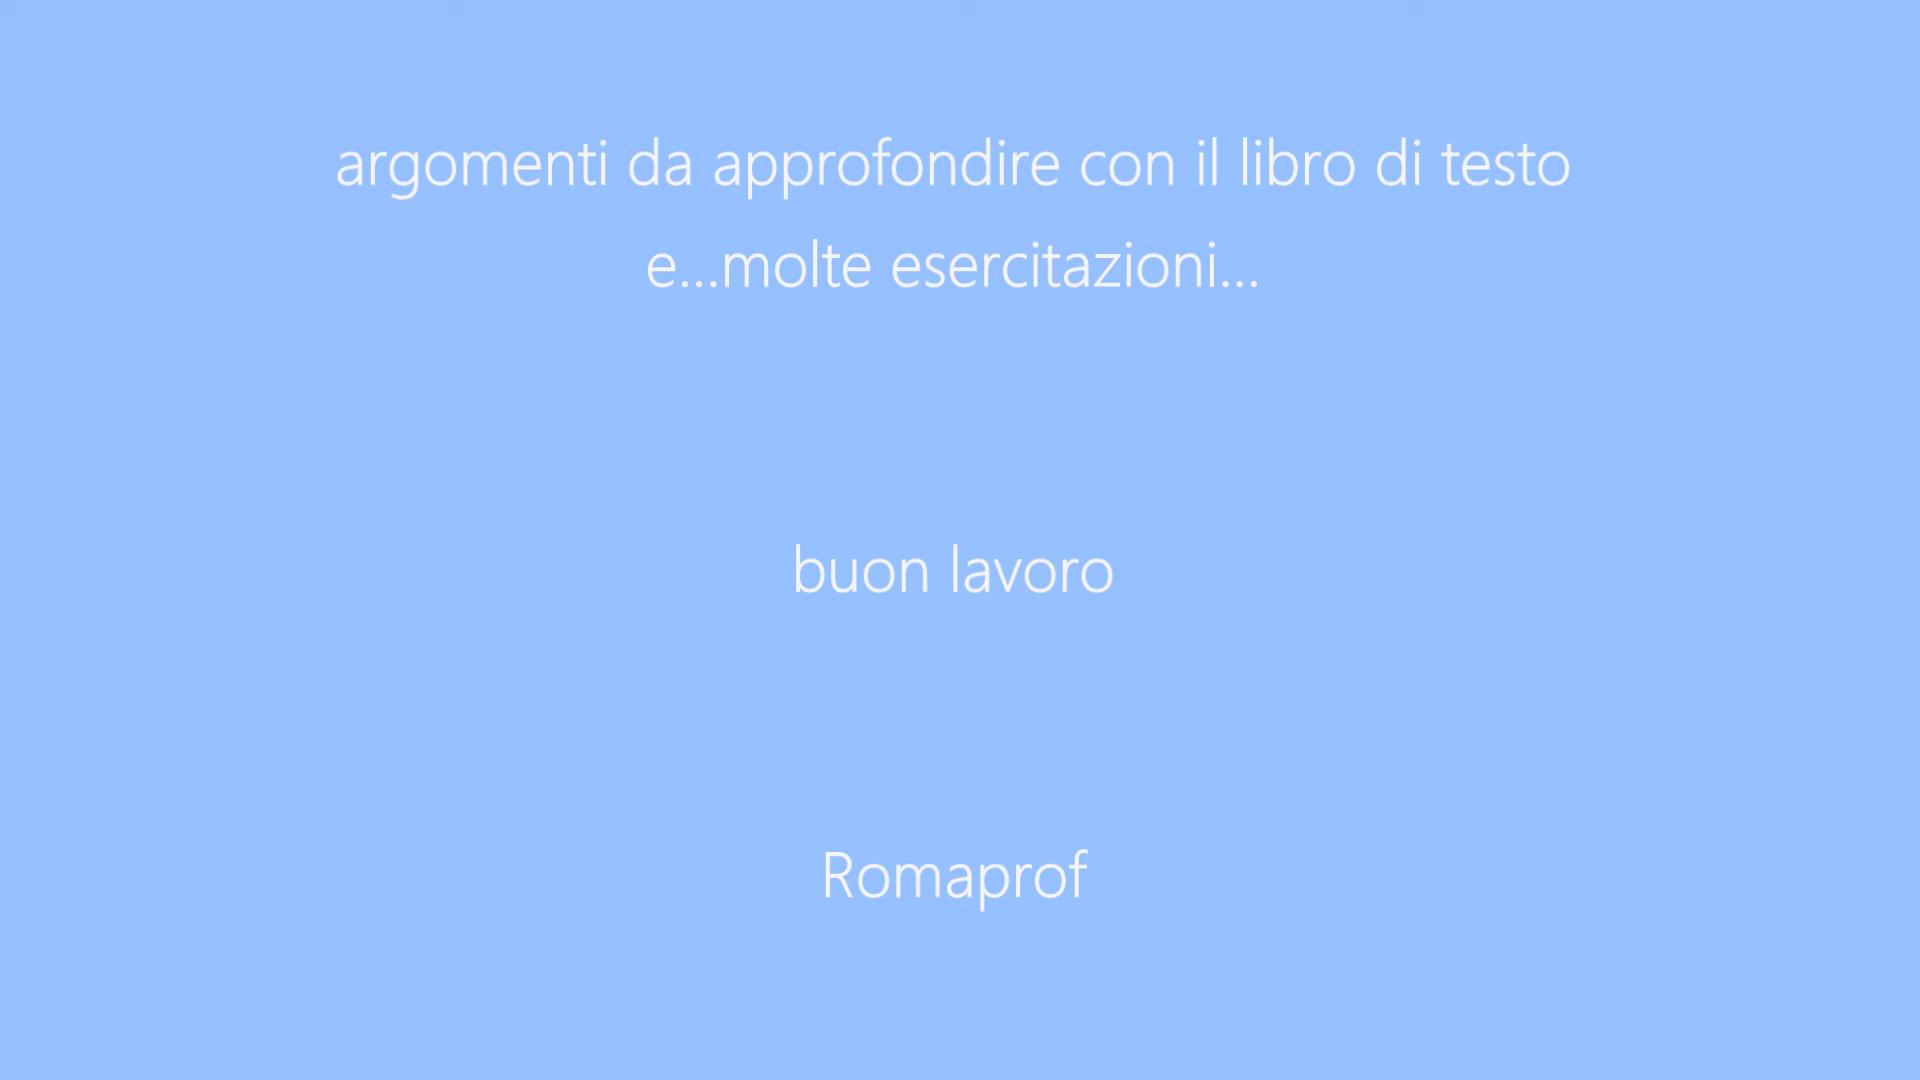 argomenti da approfondire con il libro di testo
e...molte esercitazioni...
buon lavoro
Romaprof